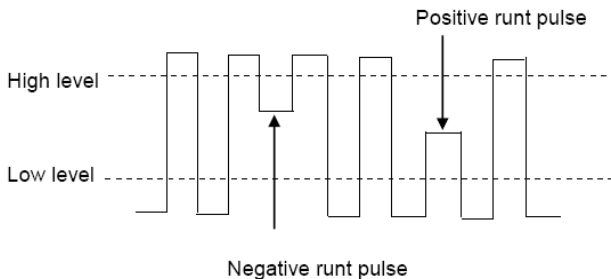 Positive runt pulse
High level
Low level
Negative runt pulse